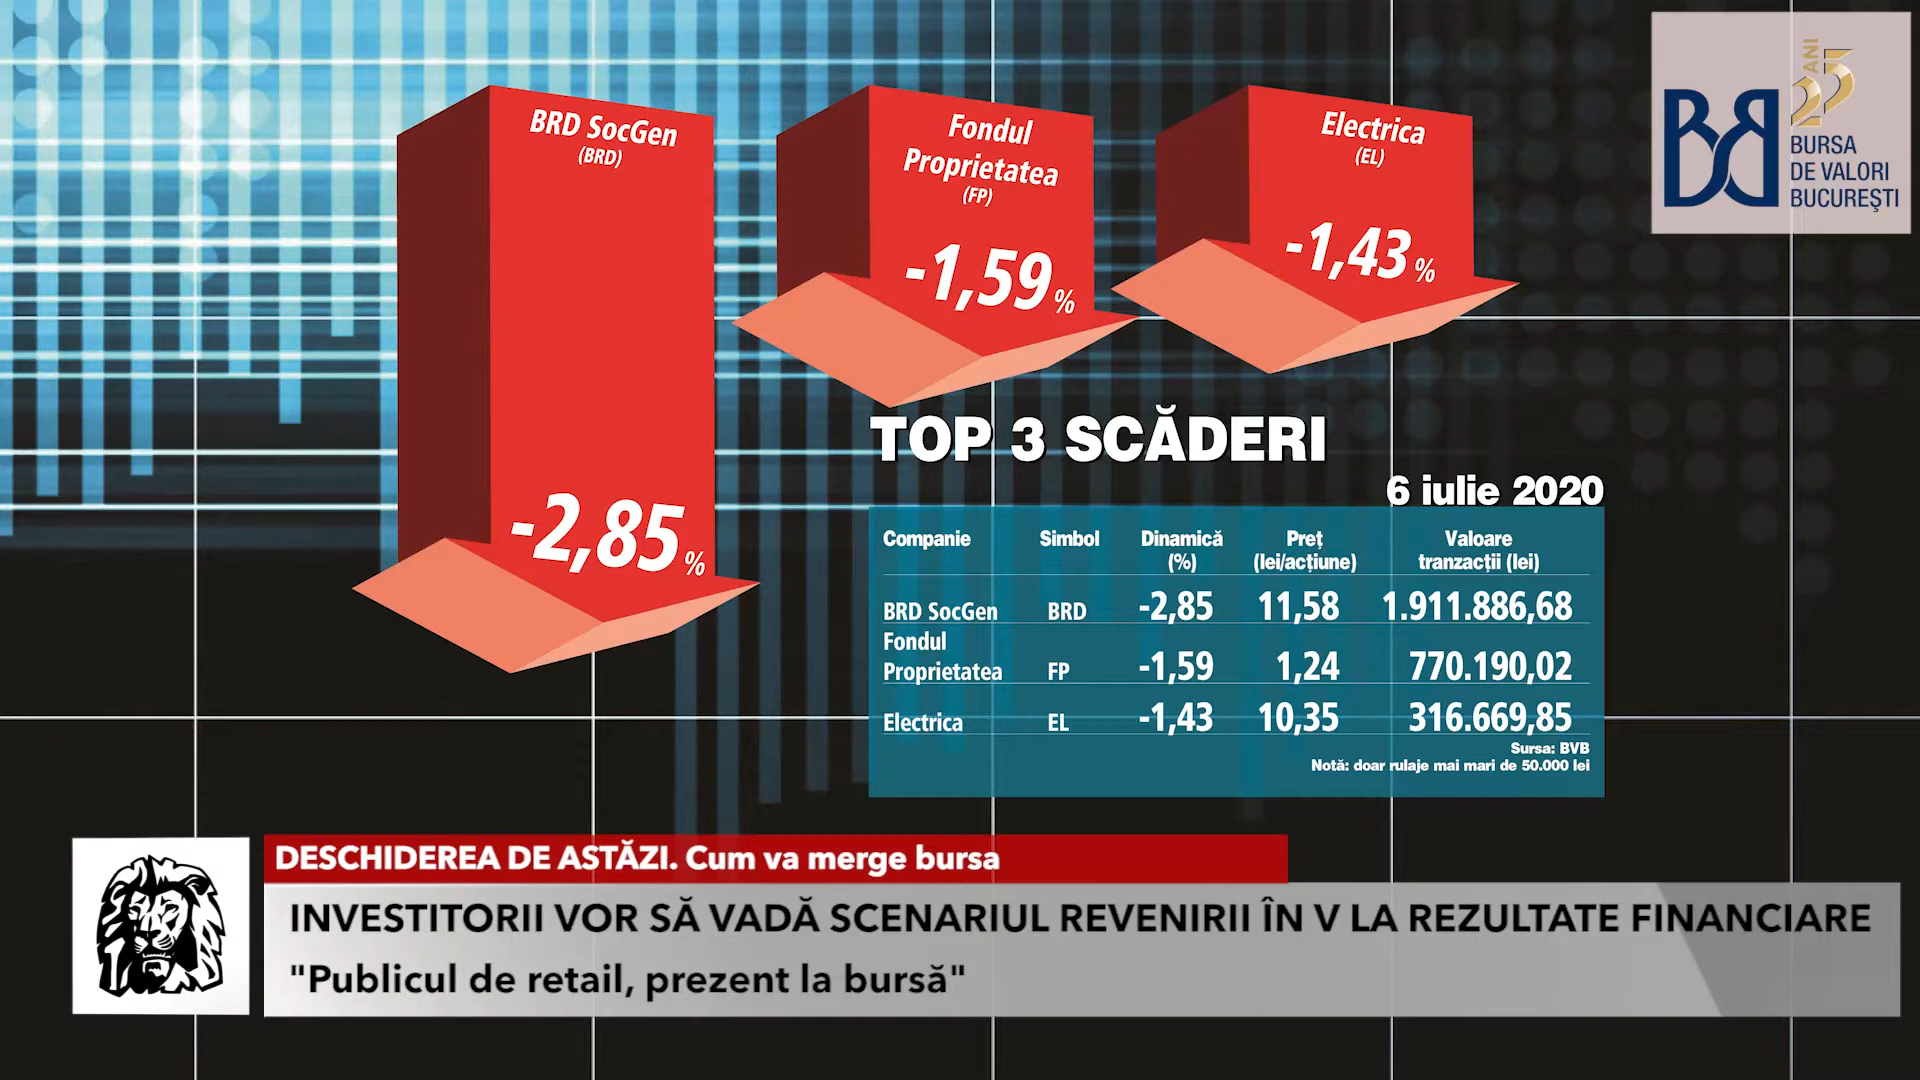 BRD SocGen
(BRD)
-2,85 %
Fondul
Proprietatea
(FP)
-1,59 %
Electrica
(EL)
-1,43 %
25 ANI
BVB
BURSA
DE VALORI
BUCUREŞTI
TOP 3 SCĂDERI
6 iulie 2020
Companie Simbol Dinamică (%) Preț (lei/acțiune) Valoare tranzacții (lei)
BRD SocGen BRD -2,85 11,58 1.911.886,68
Fondul
Proprietatea FP -1,59 1,24 770.190,02
Electrica EL -1,43 10,35 316.669,85
Sursa: BVB
Notă: doar rulaje mai mari de 50.000 lei
DESCHIDEREA DE ASTĂZI. Cum va merge bursa
INVESTITORII VOR SĂ VADĂ SCENARIUL REVENIRII ÎN V LA REZULTATE FINANCIARE
"Publicul de retail, prezent la bursă"